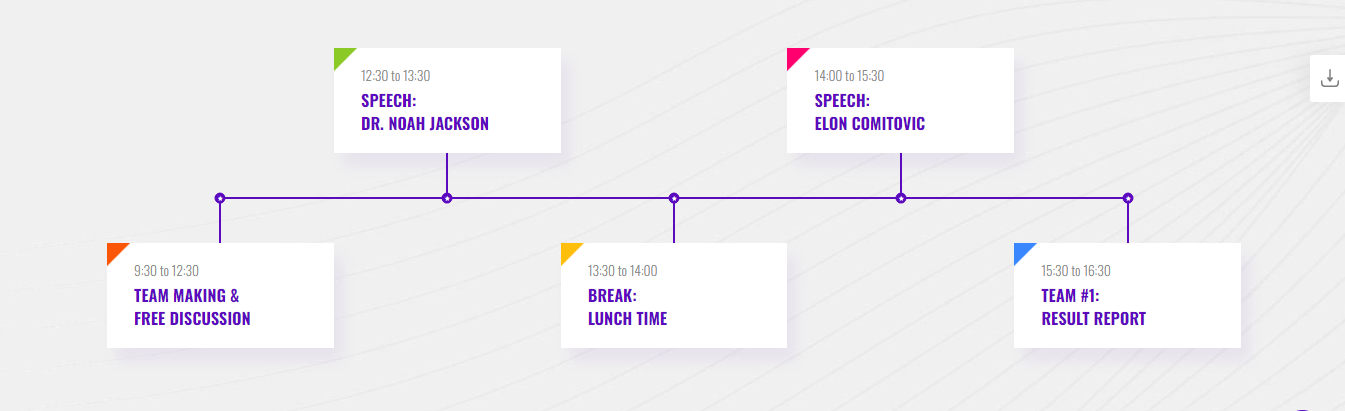 9:30 to 12:30
TEAM MAKING &
FREE DISCUSSION
12:30 to 13:30
SPEECH:
DR. NOAH JACKSON
13:30 to 14:00
BREAK:
LUNCH TIME
14:00 to 15:30
SPEECH:
ELON COMITOVIC
15:30 to 16:30
TEAM #1:
RESULT REPORT